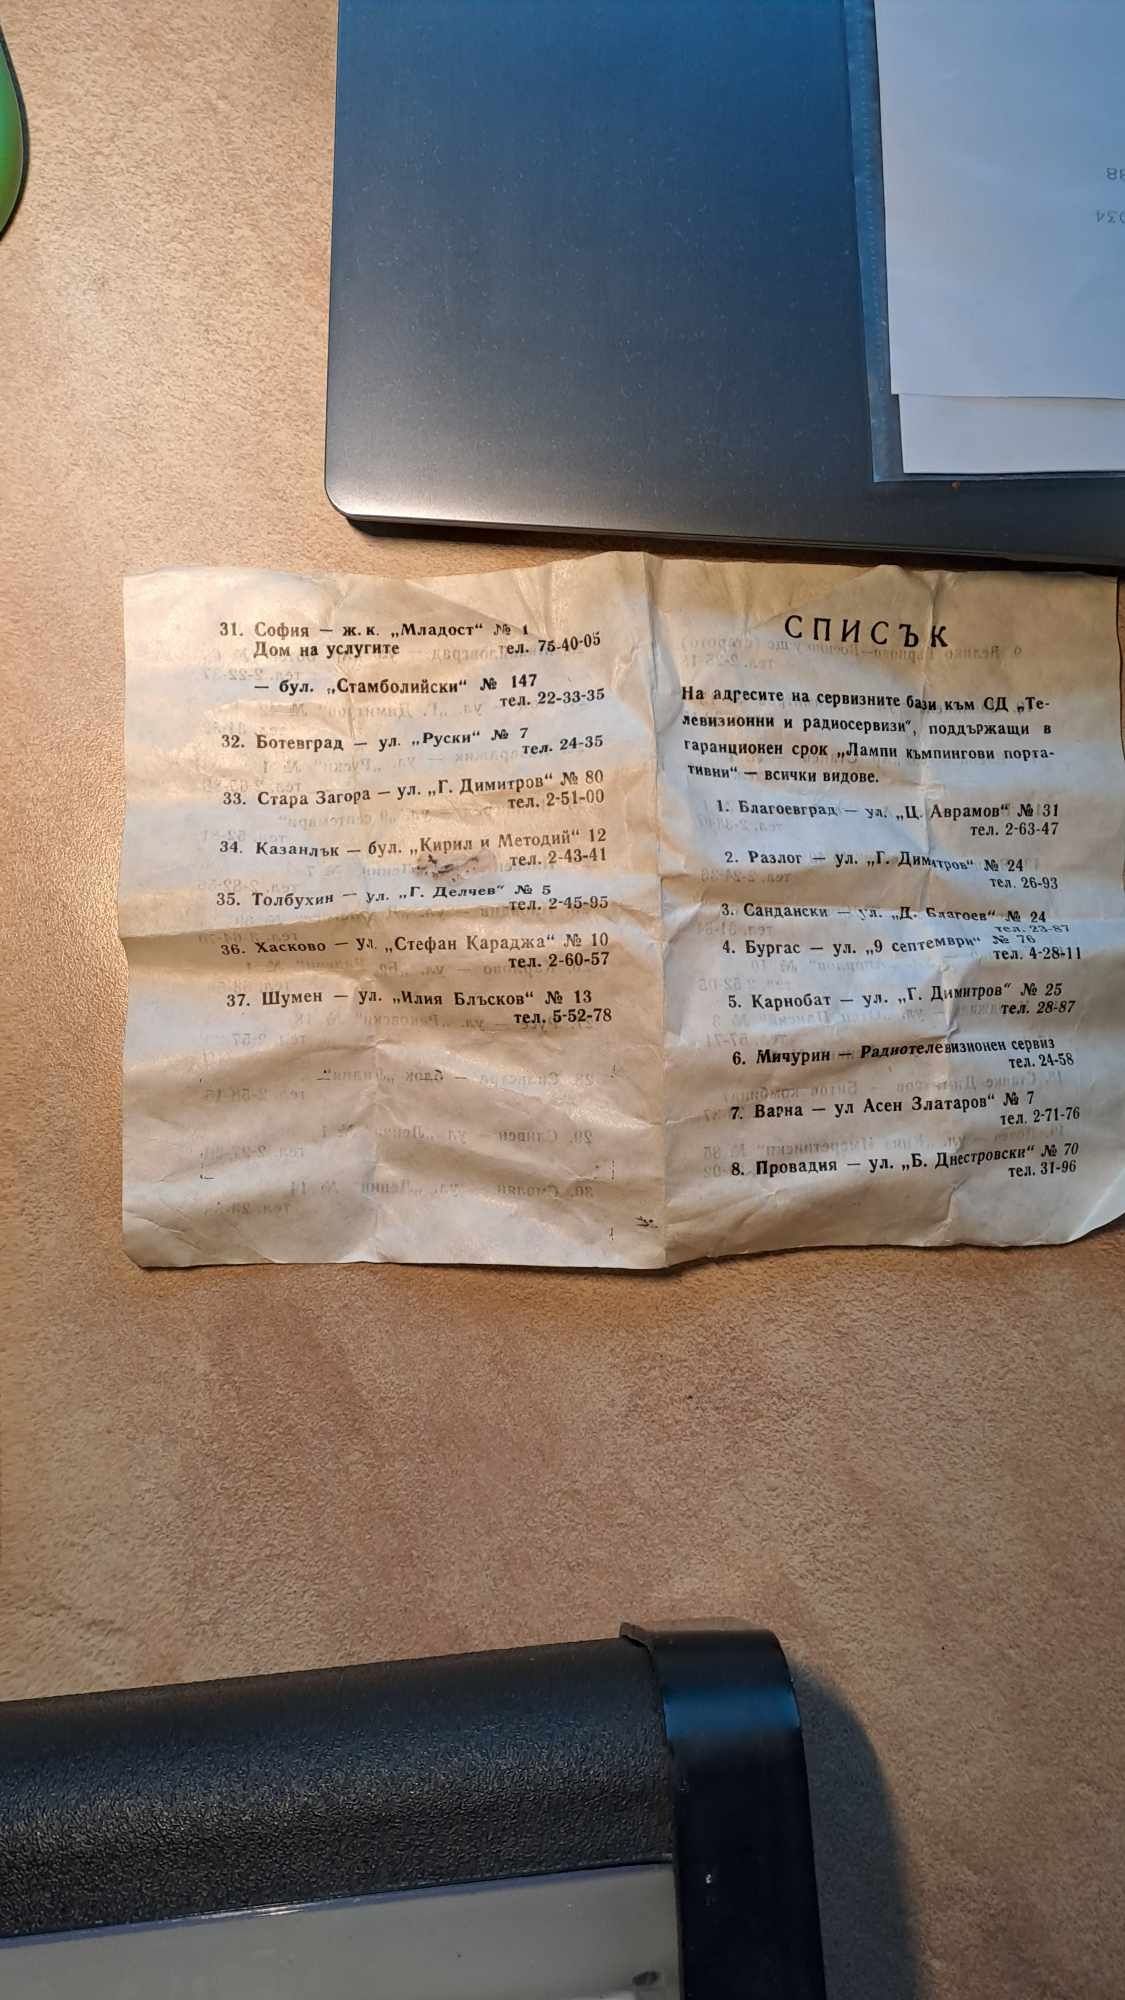 31. София — ж. к. „Младост“ № 1
Дом на услугите тел. 75-40-05
— бул. „Стамболийски“ № 147
тел. 22-33-35
32. Ботевград — ул. „Руски“ № 7
тел. 24-35
33. Стара Загора — ул. „Г. Димитров“ № 80
тел. 2-51-00
34. Казанлък — бул. „Кирил и Методий“ 12
тел. 2-43-41
35. Толбухин — ул. „Г. Делчев“ № 5
тел. 2-45-95
36. Хасково — ул. „Стефан Караджа“ № 10
тел. 2-60-57
37. Шумен — ул. „Илия Блъсков“ № 13
тел. 5-52-78
СПИСЪК
На адресите на сервизните бази към СД „Те-
левизионни и радиосервизи“, поддържащи в
гаранционен срок „Лампи къмпингови порта-
тивни“ — всички видове.
1. Благоевград — ул. „Ц. Аврамов“ № 31
тел. 2-63-47
2. Разлог — ул. „Г. Димитров“ № 24
тел. 26-93
3. Сандански — ул. „Д. Благоев“ № 24
тел. 23-87
4. Бургас — ул. „9 септември“ № 76
тел. 4-28-11
5. Карнобат — ул. „Г. Димитров“ № 25
тел. 28-87
6. Мичурин — Радиотелевизионен сервиз
тел. 24-58
7. Варна — ул Асен Златаров“ № 7
тел. 2-71-76
8. Провадия — ул. „Б. Днестровски“ № 70
тел. 31-96